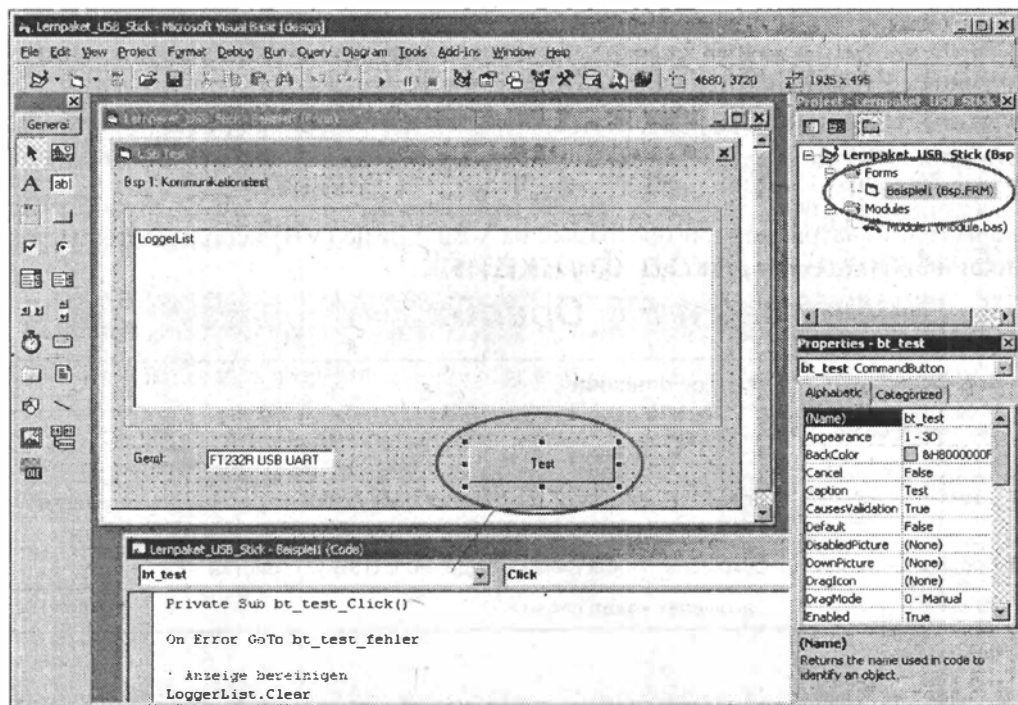 Lernpaket_USB_Stick - Microsoft Visual Basic [design]
File Edit View Project Format Debug Run Query Diagram Tools Add-Ins Window Help
4680, 3720
1935 x 495
General
Lernpaket_USB_Stick - Beispiel1 (Form)
USB Test
Bsp 1: Kommunikationstest
LoggerList
Gerät:
FT232R USB UART
Test
Lernpaket_USB_Stick - Beispiel1 (Code)
bt_test
Click
Private Sub bt_test_Click()
On Error GoTo bt_test_fehler
' Anzeige bereinigen
LoggerList.Clear
Project - Lernpaket_USB_Stick
Lernpaket_USB_Stick (Bsp
Forms
Beispiel1 (Bsp.FRM)
Modules
Module1 (Module.bas)
Properties - bt_test
bt_test CommandButton
Alphabetic Categorized
(Name) bt_test
Appearance 1 - 3D
BackColor &H8000000F
Cancel False
Caption Test
CausesValidation True
Default False
DisabledPicture (None)
DownPicture (None)
DragIcon (None)
DragMode 0 - Manual
Enabled True
(Name)
Returns the name used in code to
identify an object.